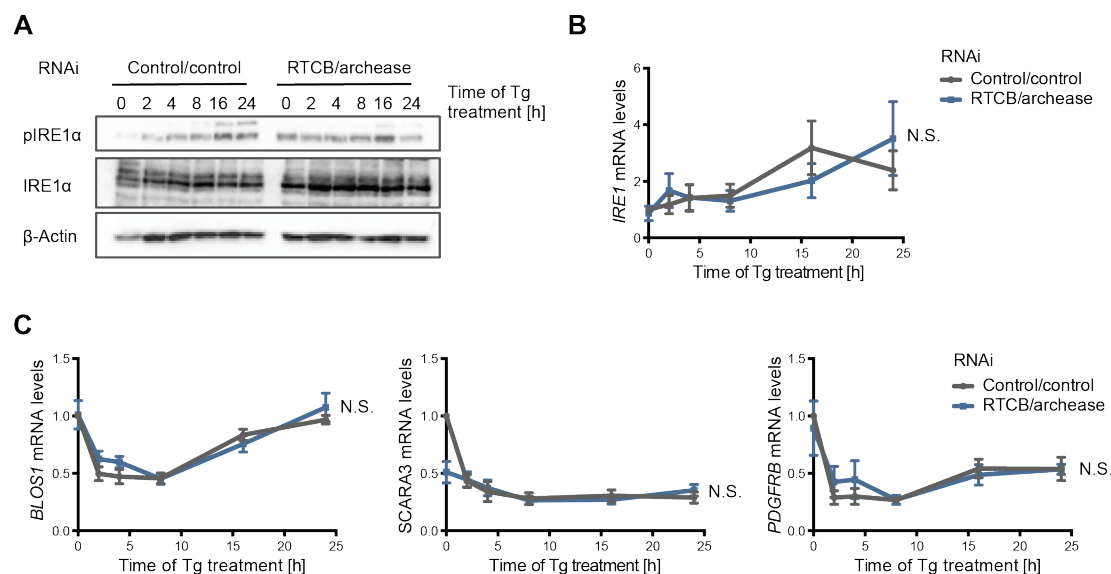 A
RNAi
Control/control
RTCB/archease
0 2 4 8 16 24
0 2 4 8 16 24
Time of Tg
treatment [h]
pIRE1α
IRE1α
β-Actin
B
RNAi
Control/control
RTCB/archease
IRE1 mRNA levels
6
4
2
0
0 5 10 15 20 25
N.S.
Time of Tg treatment [h]
C
BLOS1 mRNA levels
1.5
1.0
0.5
0.0
0 5 10 15 20 25
N.S.
Time of Tg treatment [h]
SCARA3 mRNA levels
1.5
1.0
0.5
0.0
0 5 10 15 20 25
N.S.
Time of Tg treatment [h]
RNAi
Control/control
RTCB/archease
PDGFRB mRNA levels
1.5
1.0
0.5
0.0
0 5 10 15 20 25
N.S.
Time of Tg treatment [h]